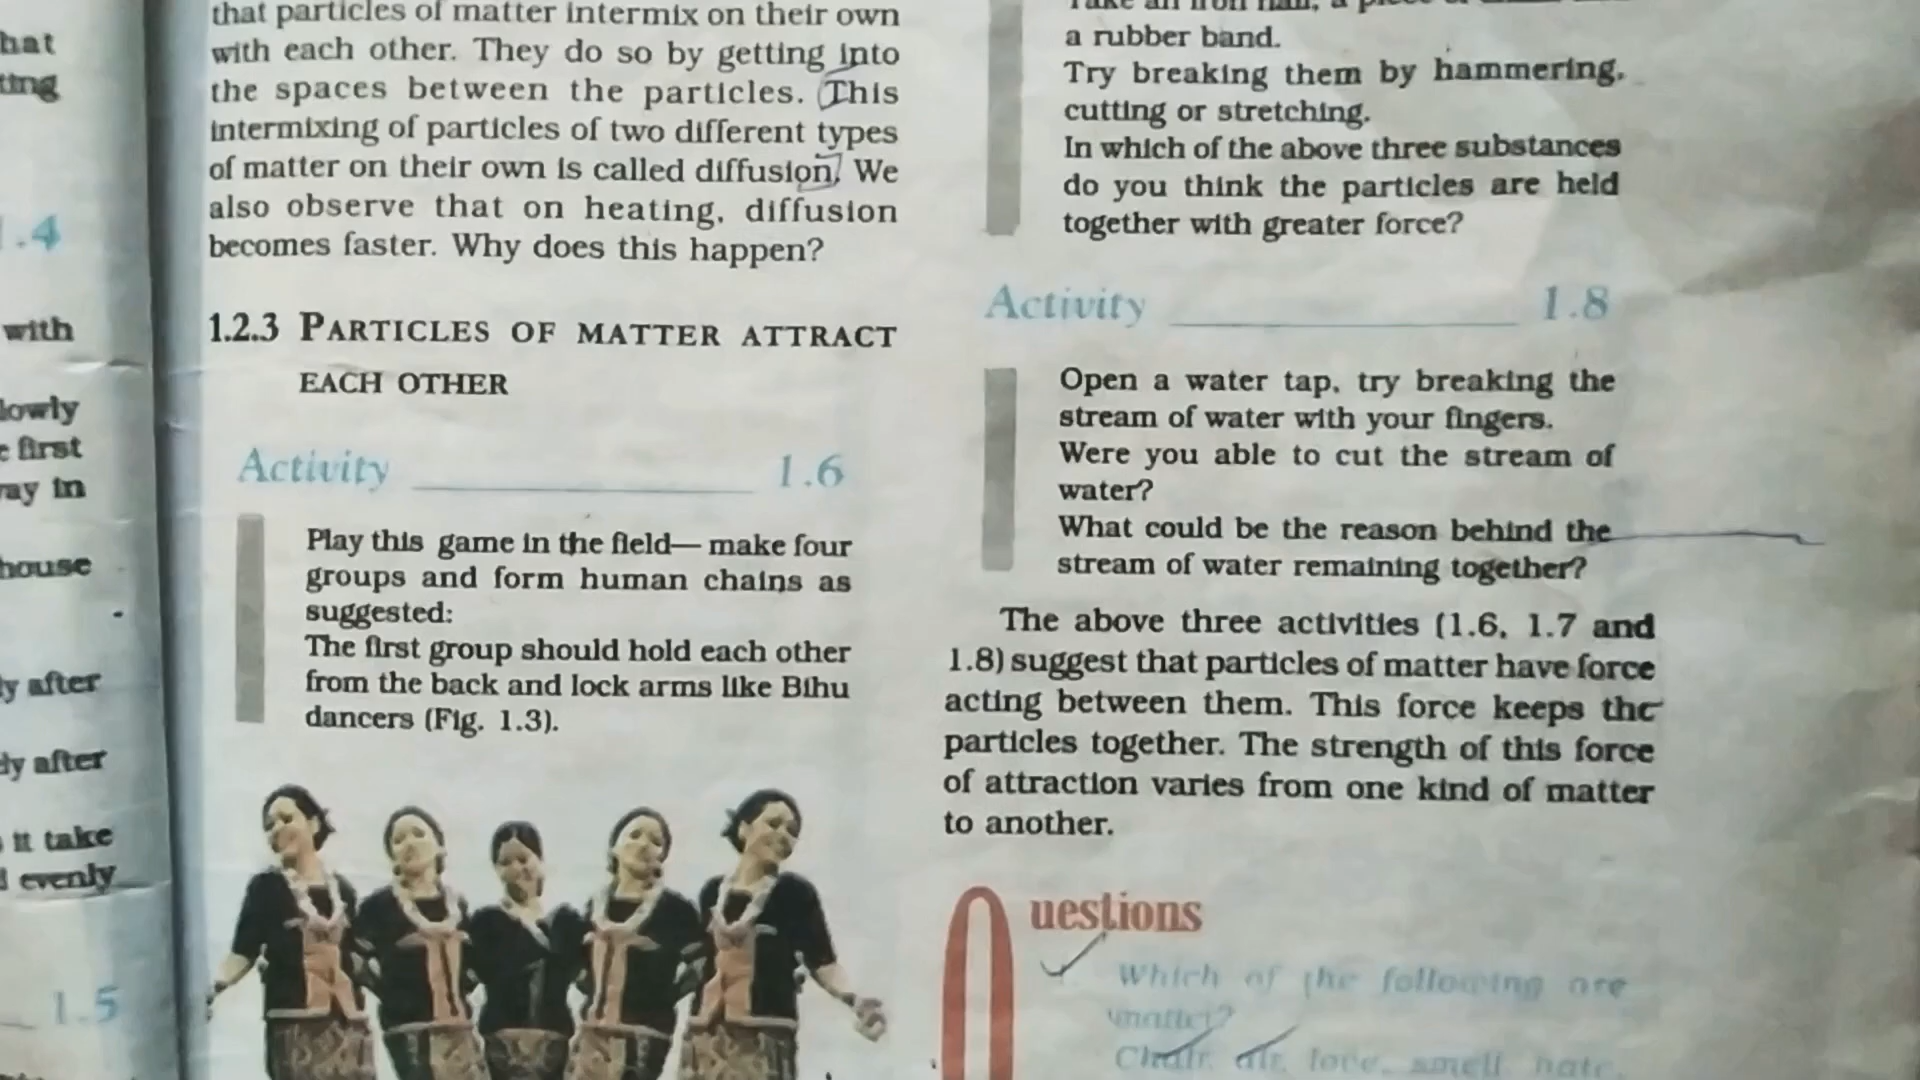 hat
ting
.4
with
lowly
first
ay in
house
y after
ly after
it take
evenly
1.5
that particles of matter intermix on their own
with each other. They do so by getting into
the spaces between the particles. This
intermixing of particles of two different types
of matter on their own is called diffusion. We
also observe that on heating, diffusion
becomes faster. Why does this happen?
1.2.3 PARTICLES OF MATTER ATTRACT
EACH OTHER
Activity 1.6
Play this game in the field— make four
groups and form human chains as
suggested:
The first group should hold each other
from the back and lock arms like Bihu
dancers (Fig. 1.3).
a rubber band.
Try breaking them by hammering,
cutting or stretching.
In which of the above three substances
do you think the particles are held
together with greater force?
Activity 1.8
Open a water tap, try breaking the
stream of water with your fingers.
Were you able to cut the stream of
water?
What could be the reason behind the
stream of water remaining together?
The above three activities (1.6, 1.7 and
1.8) suggest that particles of matter have force
acting between them. This force keeps the
particles together. The strength of this force
of attraction varies from one kind of matter
to another.
Questions
Which of the following are
matter?
Chair, air, love, smell, hate,